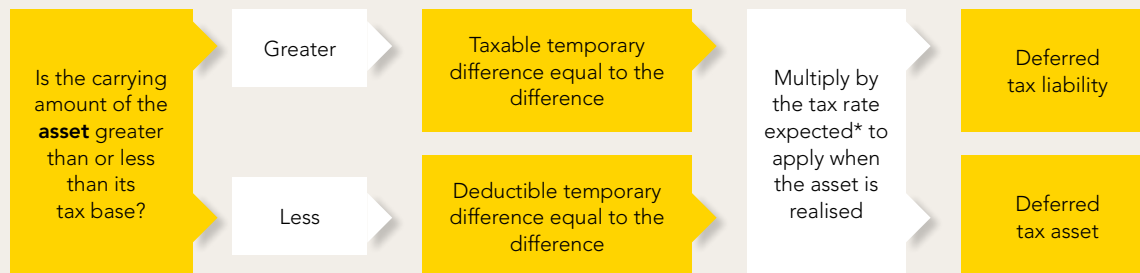 Is the carrying
amount of the
asset greater
than or less
than its
tax base?
Greater
Taxable temporary
difference equal to the
difference
Less
Deductible temporary
difference equal to the
difference
Multiply by
the tax rate
expected* to
apply when
the asset is
realised
Deferred
tax liability
Deferred
tax asset